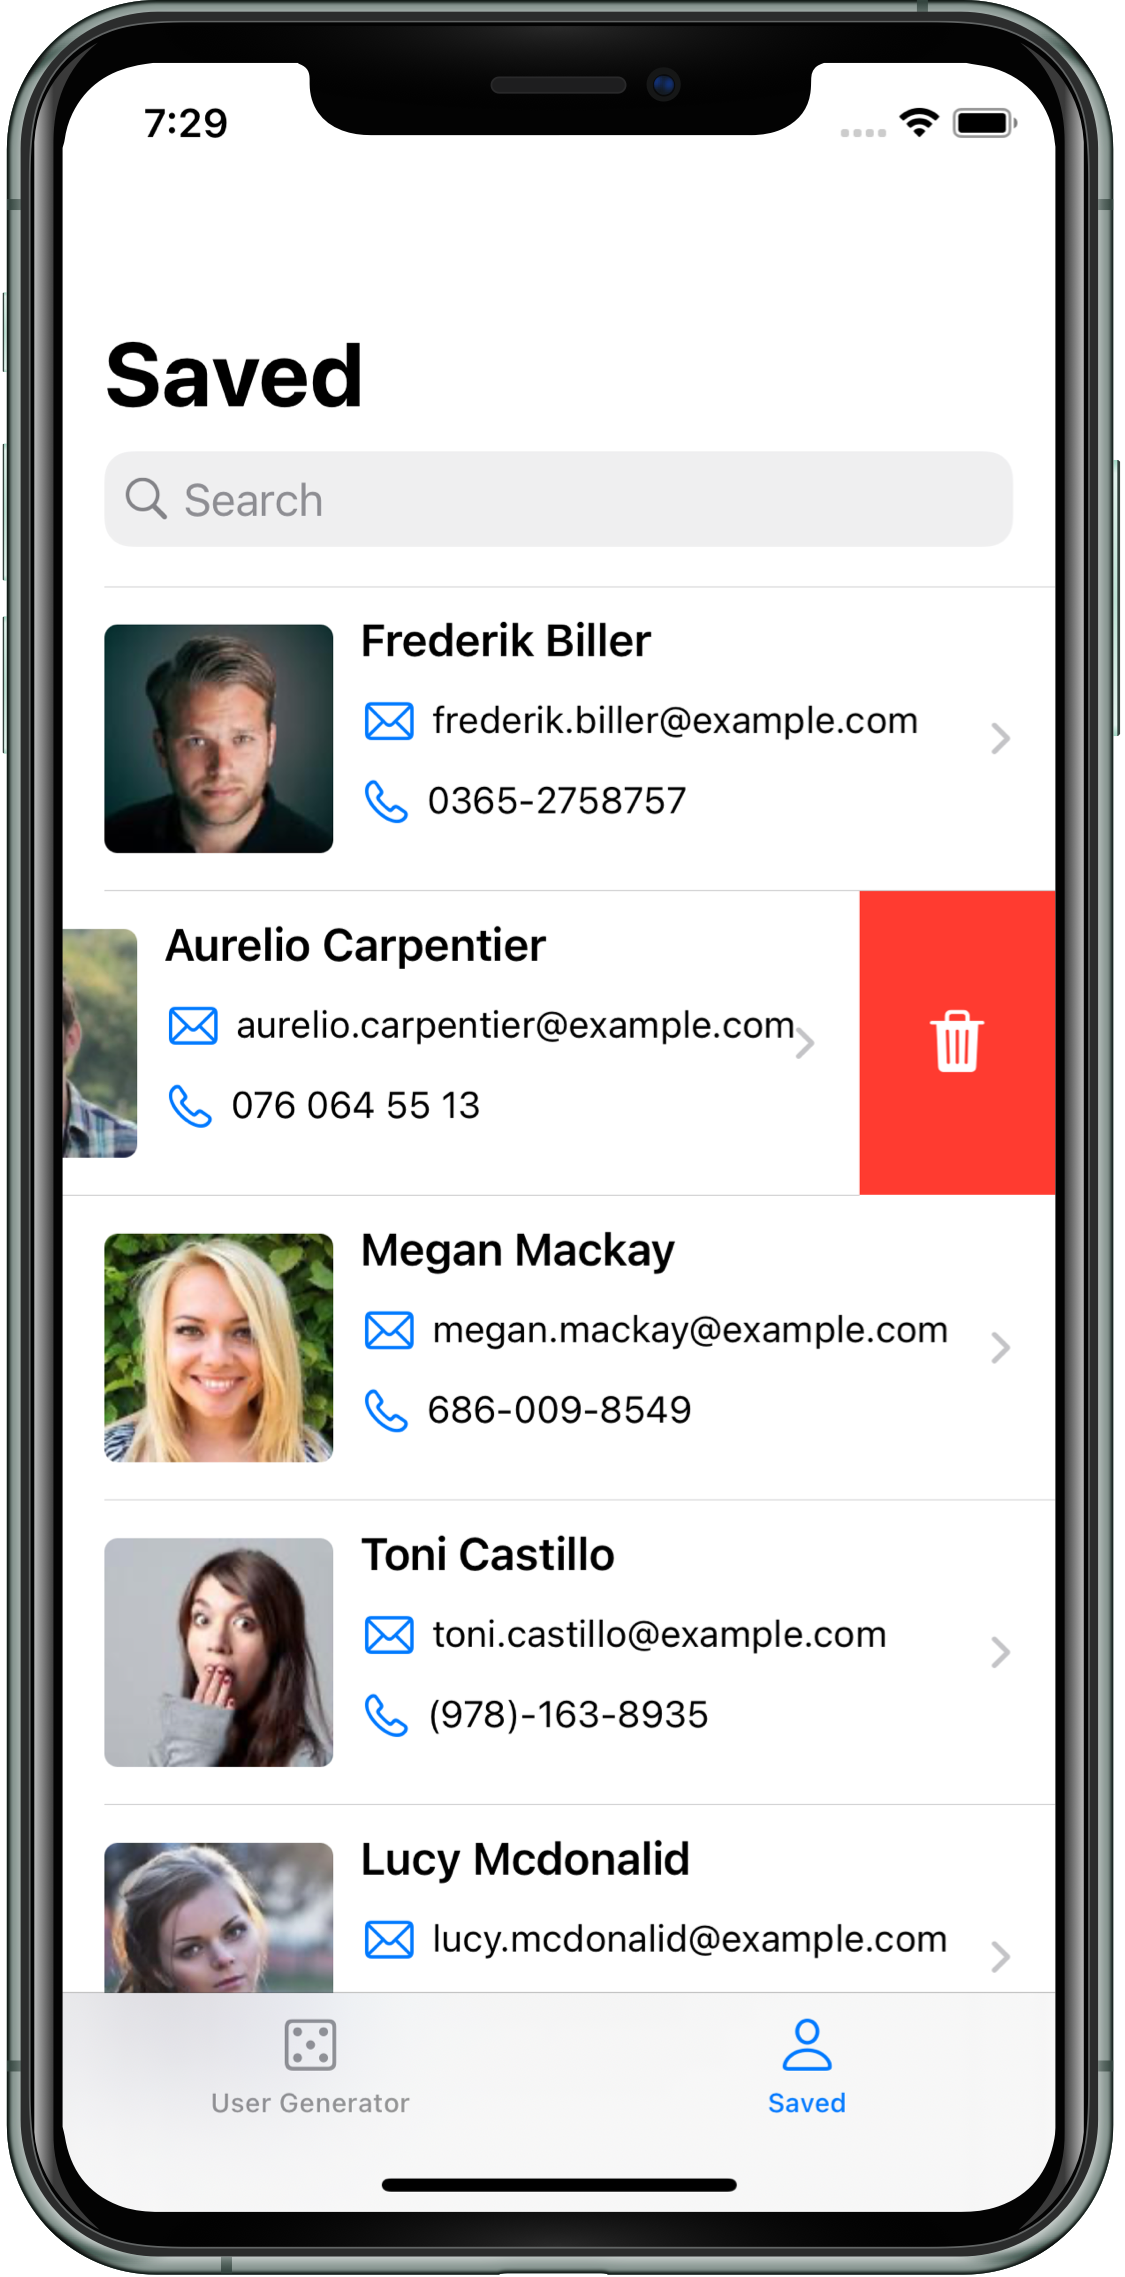 7:29
Saved
Search
Frederik Biller
frederik.biller@example.com
0365-2758757
Aurelio Carpentier
aurelio.carpentier@example.com
076 064 55 13
Megan Mackay
megan.mackay@example.com
686-009-8549
Toni Castillo
toni.castillo@example.com
(978)-163-8935
Lucy Mcdonalid
lucy.mcdonalid@example.com
User Generator
Saved